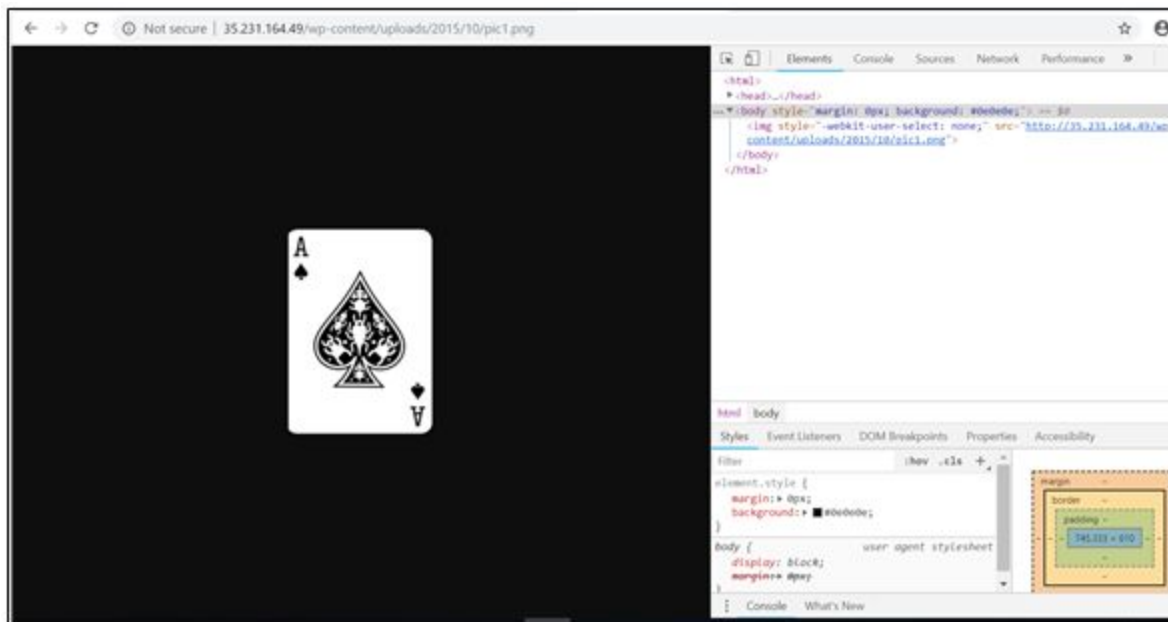 Not secure | 35.231.164.49/wp-content/uploads/2015/10/pic1.png
Elements Console Sources Network Performance »
<html>
<head>…</head>
<body style="margin: 0px; background: #0e0e0e;"> == $0
<img style="-webkit-user-select: none;" src="http://35.231.164.49/wp
content/uploads/2015/10/pic1.png">
</body>
</html>
A
A
html body
Styles Event Listeners DOM Breakpoints Properties Accessibility
Filter :hov .cls +
element.style {
margin: 0px;
background: #0e0e0e;
}
body { user agent stylesheet
display: block;
margin: 8px;
}
margin -
border -
padding -
Console What's New